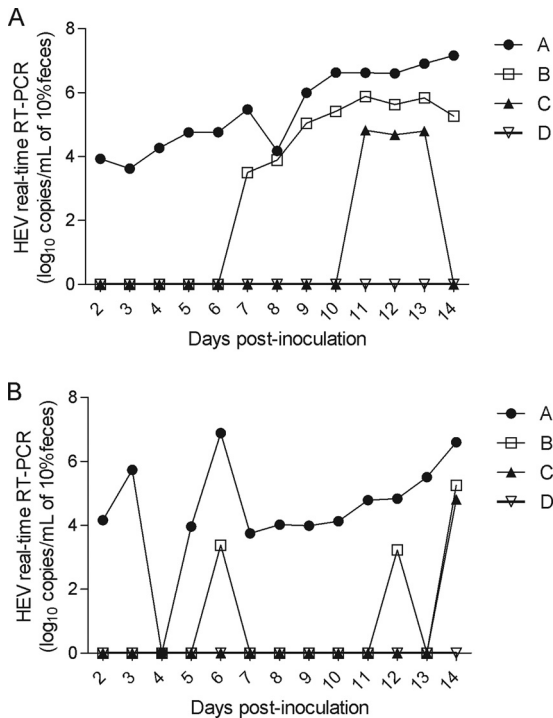 A
HEV real-time RT-PCR
(log10 copies/mL of 10%feces)
8
6
4
2
0
2 3 4 5 6 7 8 9 10 11 12 13 14
Days post-inoculation
A
B
C
D
B
HEV real-time RT-PCR
(log10 copies/mL of 10%feces)
8
6
4
2
0
2 3 4 5 6 7 8 9 10 11 12 13 14
Days post-inoculation
A
B
C
D